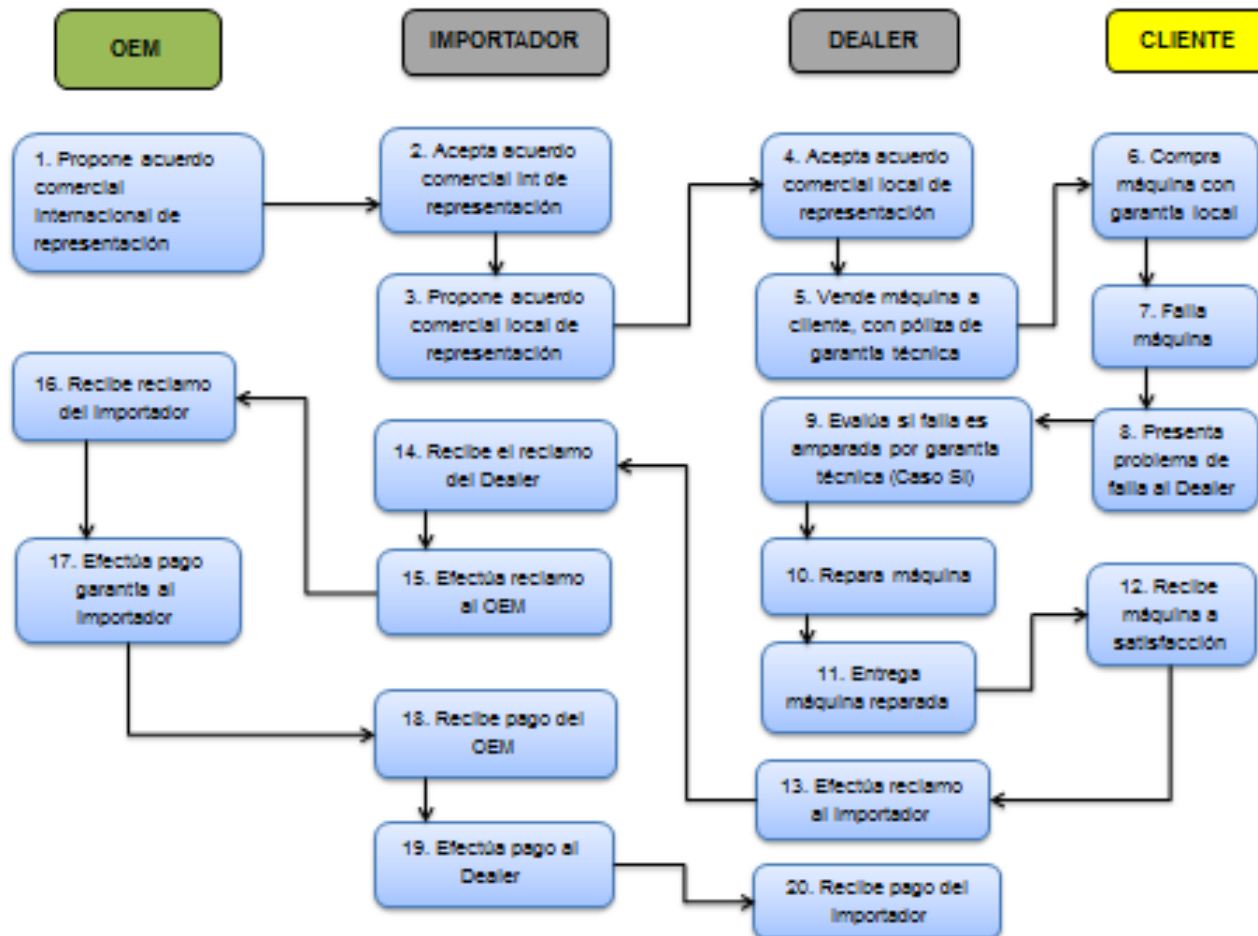 OEM
IMPORTADOR
DEALER
CLIENTE
1. Propone acuerdo
comercial
internacional de
representación
2. Acepta acuerdo
comercial int de
representación
3. Propone acuerdo
comercial local de
representación
4. Acepta acuerdo
comercial local de
representación
5. Vende máquina a
cliente, con póliza de
garantía técnica
6. Compra
máquina con
garantía local
7. Falla
máquina
8. Presenta
problema de
falla al Dealer
9. Evalúa si falla es
amparada por garantía
técnica (Caso SI)
10. Repara máquina
11. Entrega
máquina reparada
12. Recibe
máquina a
satisfacción
13. Efectúa reclamo
al Importador
14. Recibe el reclamo
del Dealer
15. Efectúa reclamo
al OEM
16. Recibe reclamo
del Importador
17. Efectúa pago
garantía al
Importador
18. Recibe pago del
OEM
19. Efectúa pago al
Dealer
20. Recibe pago del
Importador